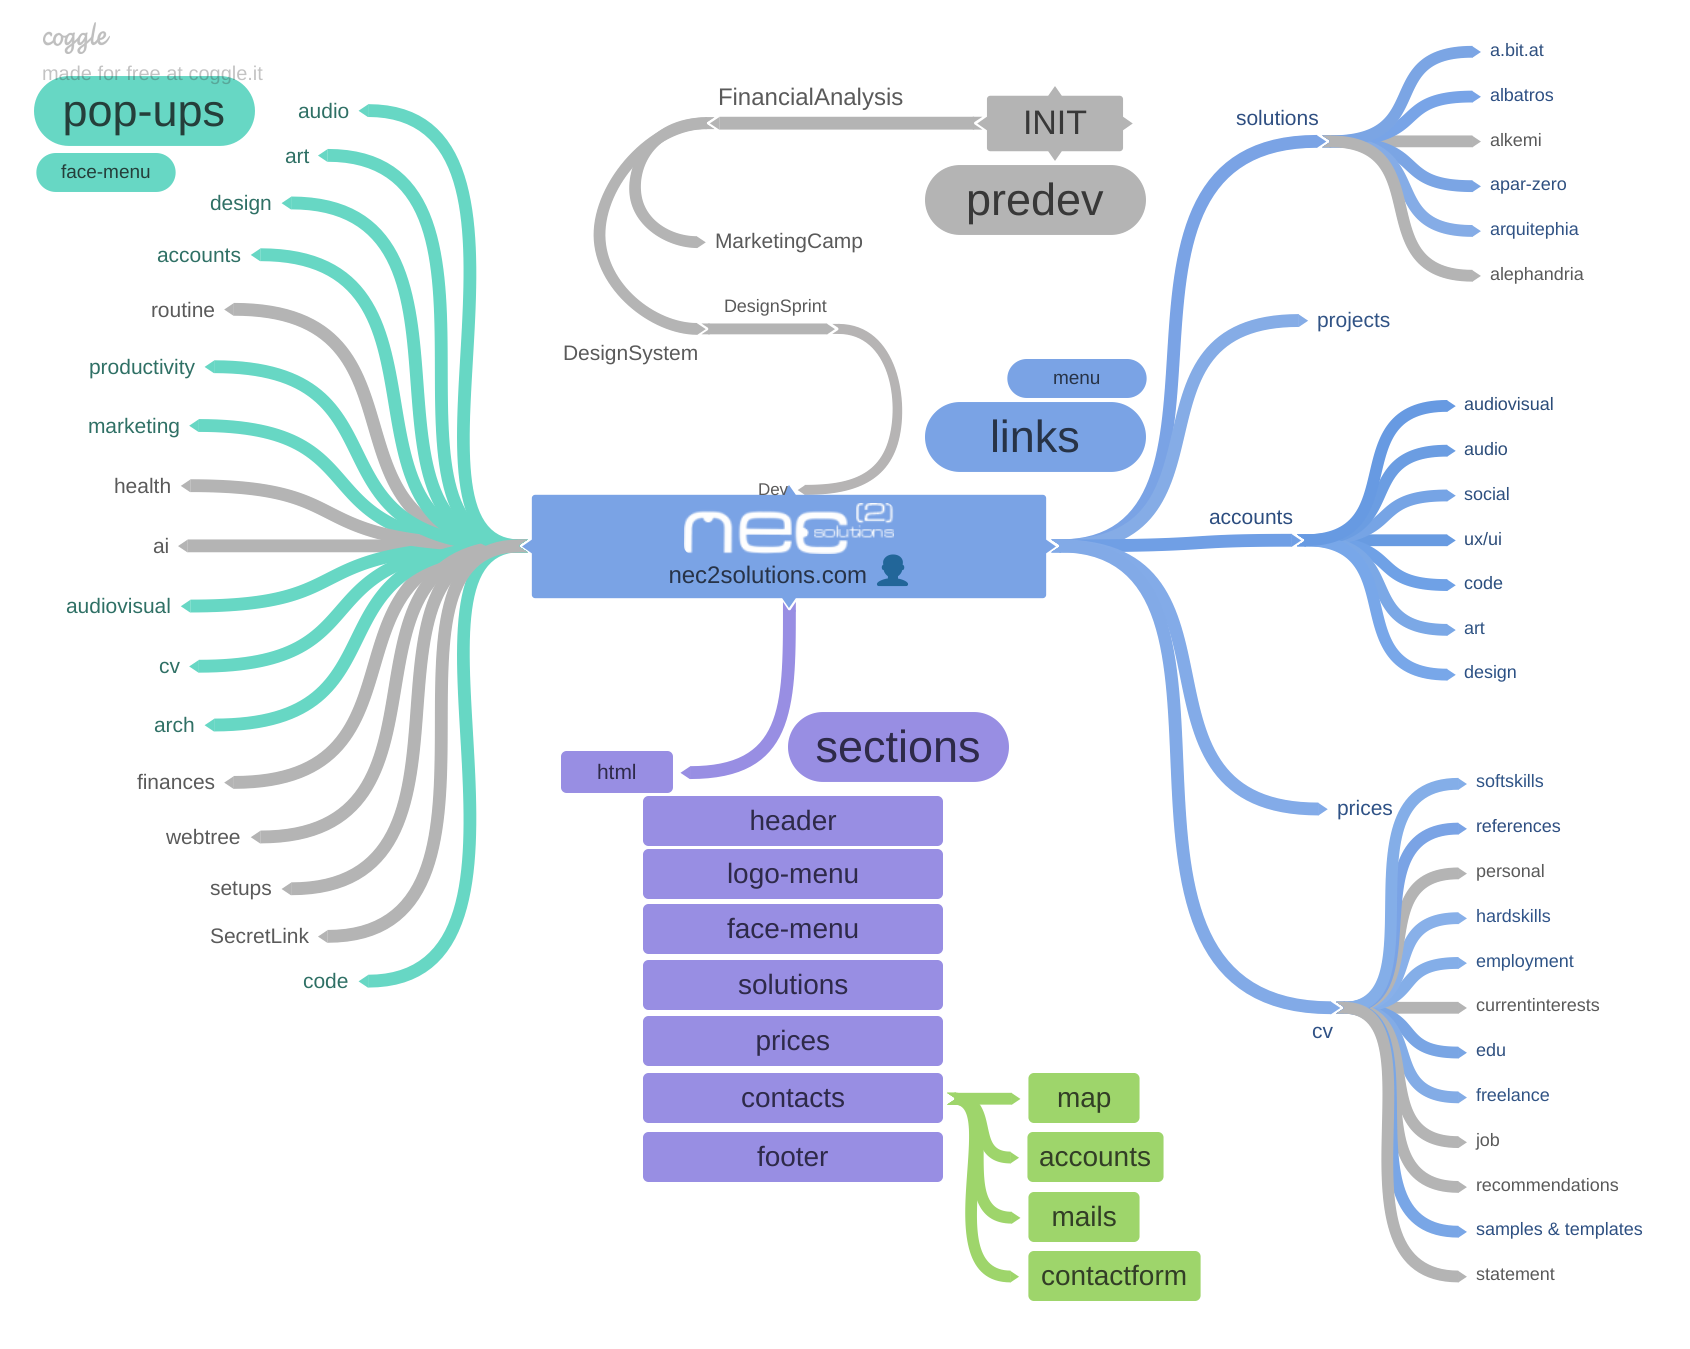 coggle
made for free at coggle.it
pop-ups
face-menu
audio
art
design
accounts
routine
productivity
marketing
health
ai
audiovisual
cv
arch
finances
webtree
setups
SecretLink
code
FinancialAnalysis
INIT
predev
MarketingCamp
DesignSprint
DesignSystem
Dev
menu
links
nec(2)
solutions
nec2solutions.com
sections
html
header
logo-menu
face-menu
solutions
prices
contacts
footer
map
accounts
mails
contactform
solutions
a.bit.at
albatros
alkemi
apar-zero
arquitephia
alephandria
projects
accounts
audiovisual
audio
social
ux/ui
code
art
design
prices
cv
softskills
references
personal
hardskills
employment
currentinterests
edu
freelance
job
recommendations
samples & templates
statement